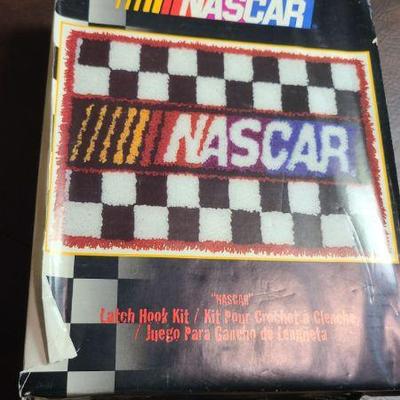 NASCAR
NASCAR
"NASCAR"
Latch Hook Kit / Kit Pour Crochet à Clenche
/ Juego Para Gancho de Lengueta